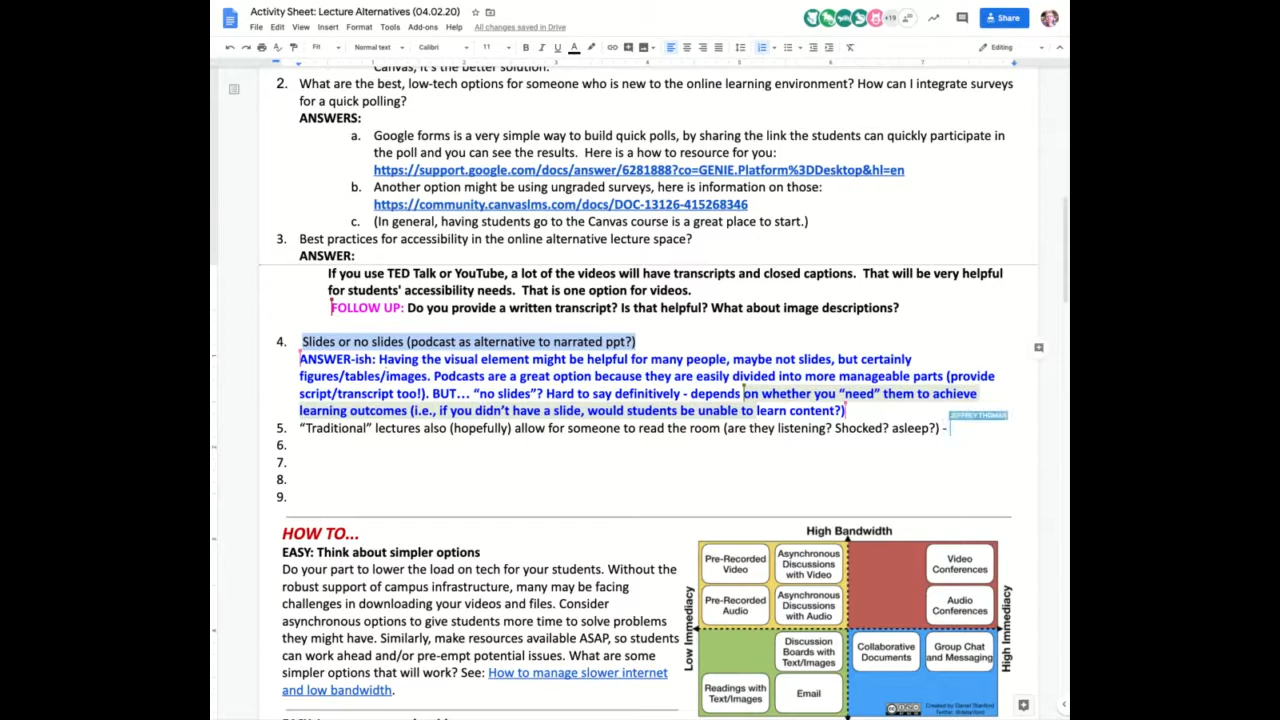 Activity Sheet: Lecture Alternatives (04.02.20)
+19
Share
File Edit View Insert Format Tools Add-ons Help All changes saved in Drive
Fit Normal text Calibri 11 B I U A Editing
Canvas, it's the better solution.
2. What are the best, low-tech options for someone who is new to the online learning environment? How can I integrate surveys
for a quick polling?
ANSWERS:
a. Google forms is a very simple way to build quick polls, by sharing the link the students can quickly participate in
the poll and you can see the results. Here is a how to resource for you:
https://support.google.com/docs/answer/6281888?co=GENIE.Platform%3DDesktop&hl=en
b. Another option might be using ungraded surveys, here is information on those:
https://community.canvaslms.com/docs/DOC-13126-415268346
c. (In general, having students go to the Canvas course is a great place to start.)
3. Best practices for accessibility in the online alternative lecture space?
ANSWER:
If you use TED Talk or YouTube, a lot of the videos will have transcripts and closed captions. That will be very helpful
for students' accessibility needs. That is one option for videos.
FOLLOW UP: Do you provide a written transcript? Is that helpful? What about image descriptions?
4. Slides or no slides (podcast as alternative to narrated ppt?)
ANSWER-ish: Having the visual element might be helpful for many people, maybe not slides, but certainly
figures/tables/images. Podcasts are a great option because they are easily divided into more manageable parts (provide
script/transcript too!). BUT... “no slides”? Hard to say definitively - depends on whether you “need” them to achieve
learning outcomes (i.e., if you didn’t have a slide, would students be unable to learn content?)
JEFFREY THOMAS
5. “Traditional” lectures also (hopefully) allow for someone to read the room (are they listening? Shocked? asleep?) -
6.
7.
8.
9.
HOW TO...
EASY: Think about simpler options
Do your part to lower the load on tech for your students. Without the
robust support of campus infrastructure, many may be facing
challenges in downloading your videos and files. Consider
asynchronous options to give students more time to solve problems
they might have. Similarly, make resources available ASAP, so students
can work ahead and/or pre-empt potential issues. What are some
simpler options that will work? See: How to manage slower internet
and low bandwidth.
High Bandwidth
Low Immediacy
High Immediacy
Pre-Recorded
Video
Asynchronous
Discussions
with Video
Video
Conferences
Pre-Recorded
Audio
Asynchronous
Discussions
with Audio
Audio
Conferences
Discussion
Boards with
Text/Images
Collaborative
Documents
Group Chat
and Messaging
Readings with
Text/Images
Email
Created by Daniel Stanford